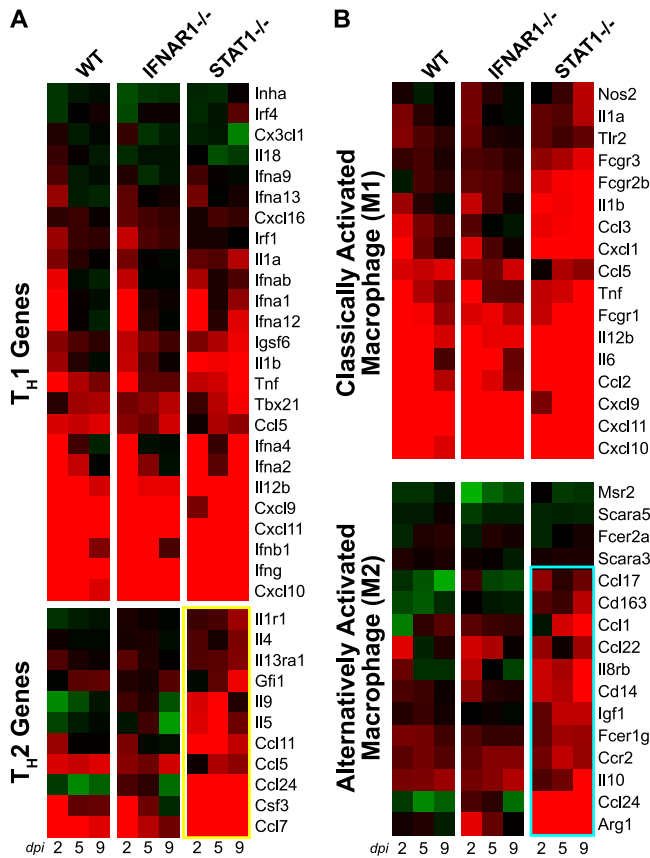 A
WT
IFNAR1-/-
STAT1-/-
TH1 Genes
Inha
Irf4
Cx3cl1
Il18
Ifna9
Ifna13
Cxcl16
Irf1
Il1a
Ifnab
Ifna1
Ifna12
Igsf6
Il1b
Tnf
Tbx21
Ccl5
Ifna4
Ifna2
Il12b
Cxcl9
Cxcl11
Ifnb1
Ifng
Cxcl10
TH2 Genes
Il1r1
Il4
Il13ra1
Gfi1
Il9
Il5
Ccl11
Ccl5
Ccl24
Csf3
Ccl7
dpi 2 5 9 2 5 9 2 5 9
B
WT
IFNAR1-/-
STAT1-/-
Classically Activated
Macrophage (M1)
Nos2
Il1a
Tlr2
Fcgr3
Fcgr2b
Il1b
Ccl3
Cxcl1
Ccl5
Tnf
Fcgr1
Il12b
Il6
Ccl2
Cxcl9
Cxcl11
Cxcl10
Alternatively Activated
Macrophage (M2)
Msr2
Scara5
Fcer2a
Scara3
Ccl17
Cd163
Ccl1
Ccl22
Il8rb
Cd14
Igf1
Fcer1g
Ccr2
Il10
Ccl24
Arg1
dpi 2 5 9 2 5 9 2 5 9